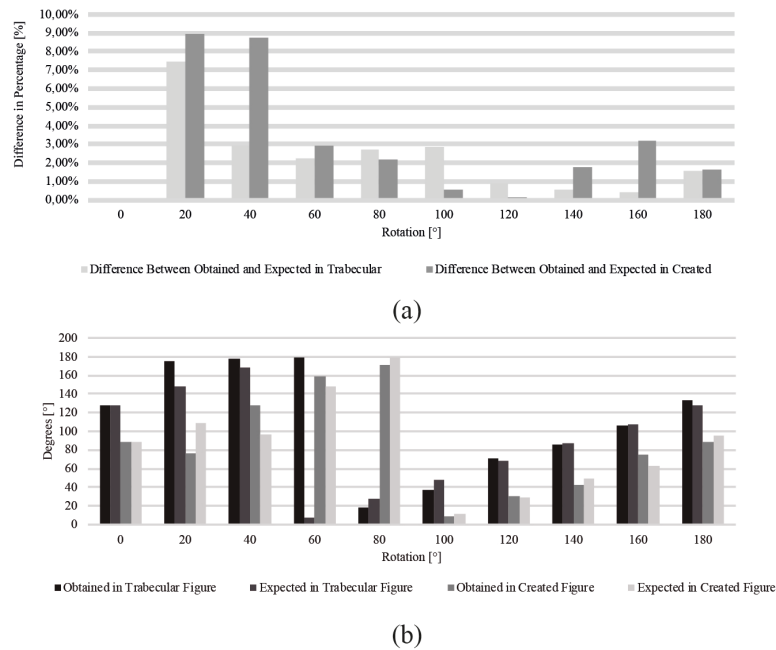 10,00%
9,00%
8,00%
7,00%
6,00%
5,00%
4,00%
3,00%
2,00%
1,00%
0,00%
Difference in Percentage [%]
0 20 40 60 80 100 120 140 160 180
Rotation [°]
Difference Between Obtained and Expected in Trabecular Difference Between Obtained and Expected in Created
(a)
200
180
160
140
120
100
80
60
40
20
0
Degrees [°]
0 20 40 60 80 100 120 140 160 180
Rotation [°]
Obtained in Trabecular Figure Expected in Trabecular Figure Obtained in Created Figure Expected in Created Figure
(b)